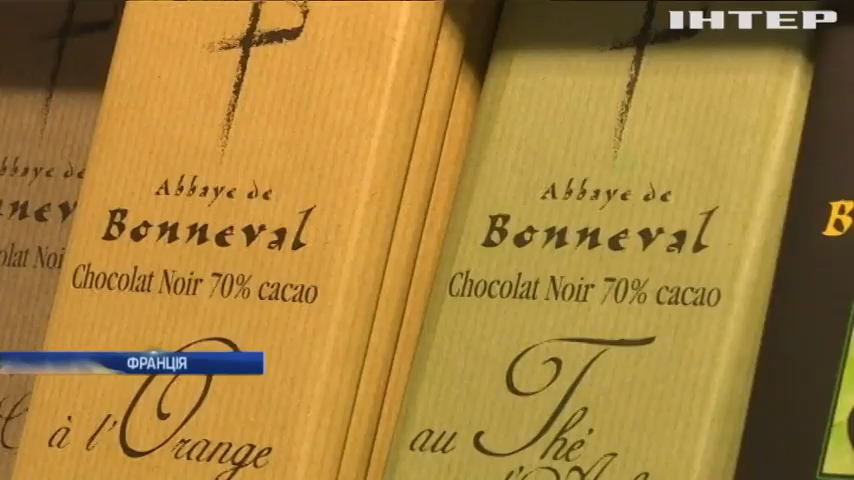 ІНТЕР
Abbaye de
Bonneval
Chocolat Noir 70% cacao
à l'Orange
Abbaye de
Bonneval
Chocolat Noir 70% cacao
au Thé
ФРАНЦІЯ